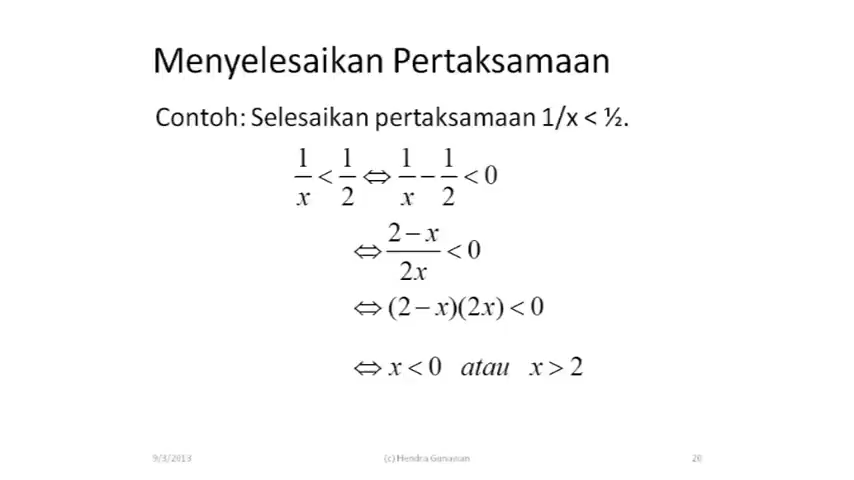 Menyelesaikan Pertaksamaan
Contoh: Selesaikan pertaksamaan 1/x < ½.
1/x < 1/2 ⇔ 1/x − 1/2 < 0
⇔ (2 − x)/(2x) < 0
⇔ (2 − x)(2x) < 0
⇔ x < 0 atau x > 2
9/3/2013 (c) Hendra Gunawan 20